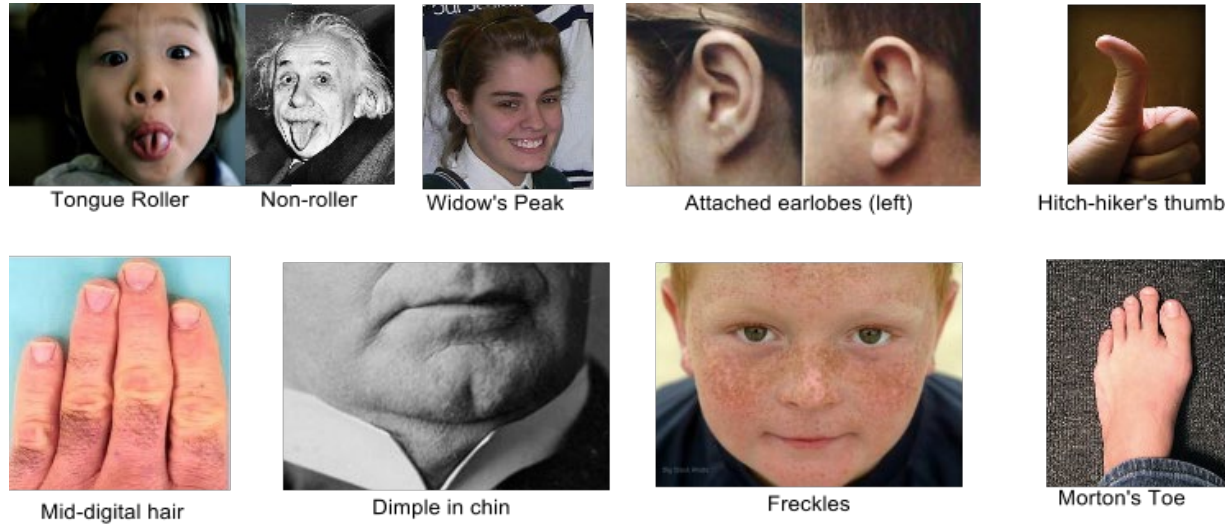 Tongue Roller
Non-roller
Widow's Peak
Attached earlobes (left)
Hitch-hiker's thumb
Mid-digital hair
Dimple in chin
Freckles
Morton's Toe